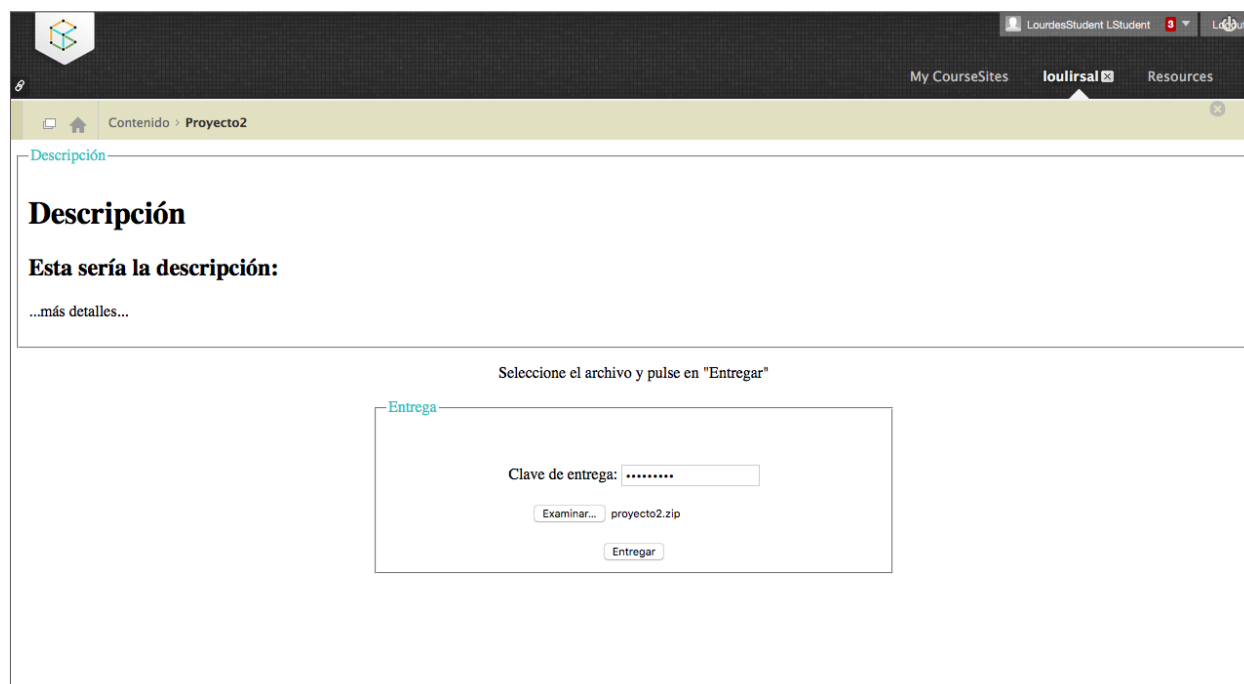 LourdesStudent LStudent 3
My CourseSites loulirsal Resources
Contenido > Proyecto2
Descripción
Descripción
Esta sería la descripción:
...más detalles...
Seleccione el archivo y pulse en "Entregar"
Entrega
Clave de entrega: •••••••••
Examinar... proyecto2.zip
Entregar